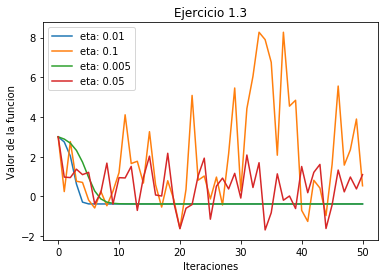 Ejercicio 1.3
eta: 0.01
eta: 0.1
eta: 0.005
eta: 0.05
Valor de la funcion
8
6
4
2
0
−2
0
10
20
30
40
50
Iteraciones